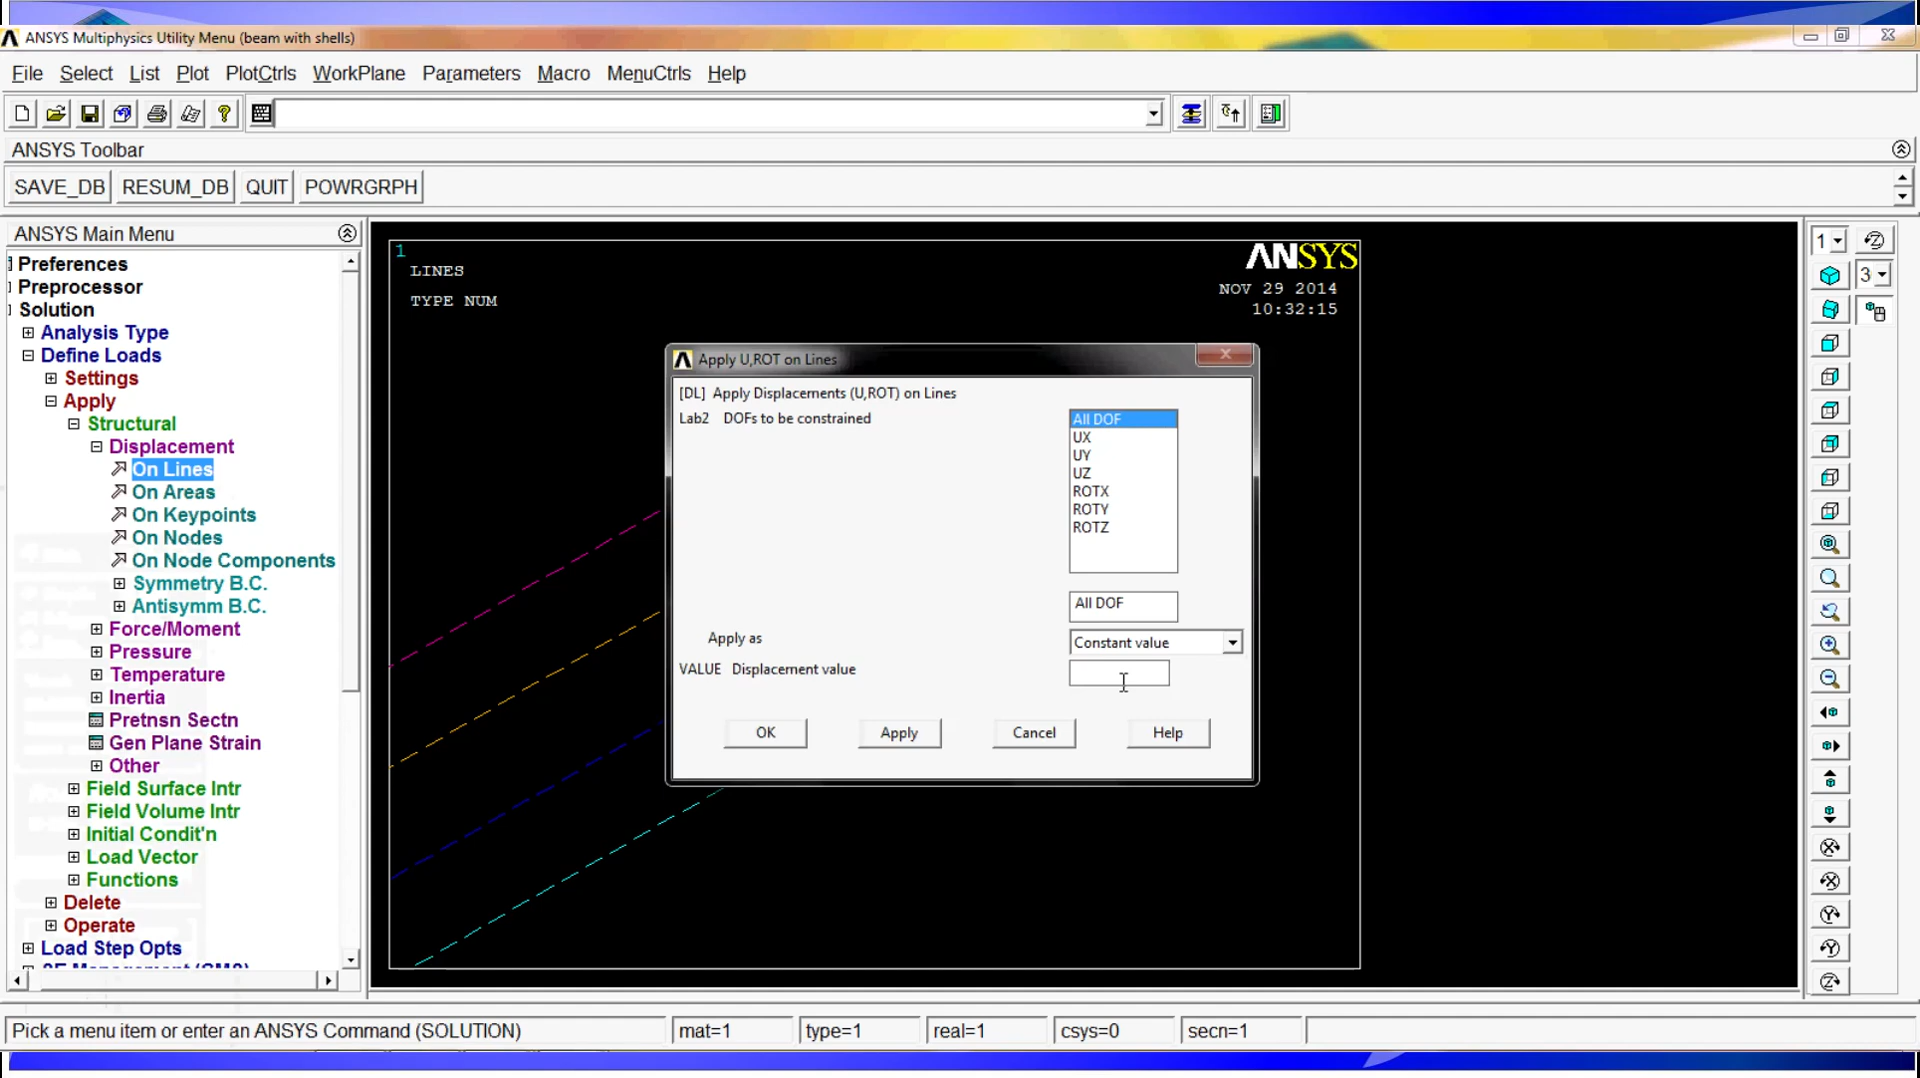 ANSYS Multiphysics Utility Menu (beam with shells)
File Select List Plot PlotCtrls WorkPlane Parameters Macro MenuCtrls Help
ANSYS Toolbar
SAVE_DB RESUM_DB QUIT POWRGRPH
ANSYS Main Menu
Preferences
Preprocessor
Solution
Analysis Type
Define Loads
Settings
Apply
Structural
Displacement
On Lines
On Areas
On Keypoints
On Nodes
On Node Components
Symmetry B.C.
Antisymm B.C.
Force/Moment
Pressure
Temperature
Inertia
Pretnsn Sectn
Gen Plane Strain
Other
Field Surface Intr
Field Volume Intr
Initial Condit'n
Load Vector
Functions
Delete
Operate
Load Step Opts
1
LINES
TYPE NUM
ANSYS
NOV 29 2014
10:32:15
Apply U,ROT on Lines
[DL] Apply Displacements (U,ROT) on Lines
Lab2 DOFs to be constrained
All DOF
UX
UY
UZ
ROTX
ROTY
ROTZ
All DOF
Apply as Constant value
VALUE Displacement value
OK Apply Cancel Help
1
3
Pick a menu item or enter an ANSYS Command (SOLUTION) mat=1 type=1 real=1 csys=0 secn=1